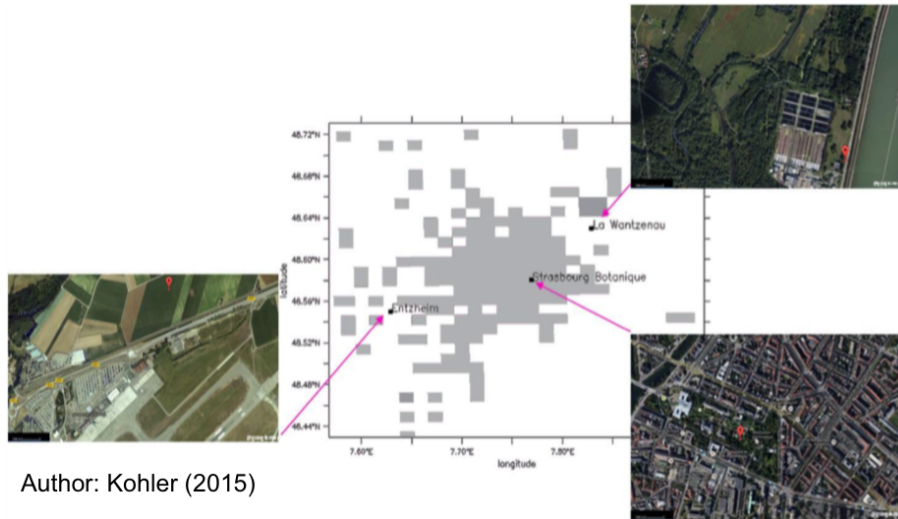 48.72°N
48.68°N
48.64°N
48.60°N
48.56°N
48.52°N
48.48°N
48.44°N
latitude
La Wantzenau
Strasbourg Botanique
Entzheim
7.60°E
7.70°E
7.80°E
longitude
Author: Kohler (2015)